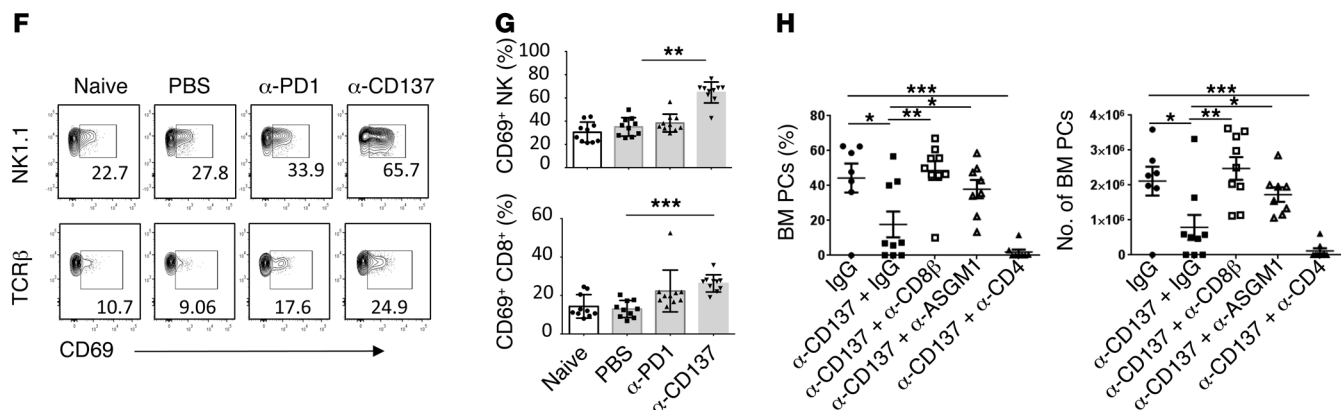 F
Naive PBS α-PD1 α-CD137
NK1.1
22.7 27.8 33.9 65.7
TCRβ
10.7 9.06 17.6 24.9
CD69
G
CD69⁺ NK (%)
100
80
60
40
20
0
**
CD69⁺ CD8⁺ (%)
60
40
20
0
***
Naive
PBS
α-PD1
α-CD137
H
BM PCs (%)
80
60
40
20
0
***
*
* **
IgG
α-CD137 + IgG
α-CD137 + α-CD8β
α-CD137 + α-ASGM1
α-CD137 + α-CD4
No. of BM PCs
4×10⁶
3×10⁶
2×10⁶
1×10⁶
0
***
*
* **
IgG
α-CD137 + IgG
α-CD137 + α-CD8β
α-CD137 + α-ASGM1
α-CD137 + α-CD4